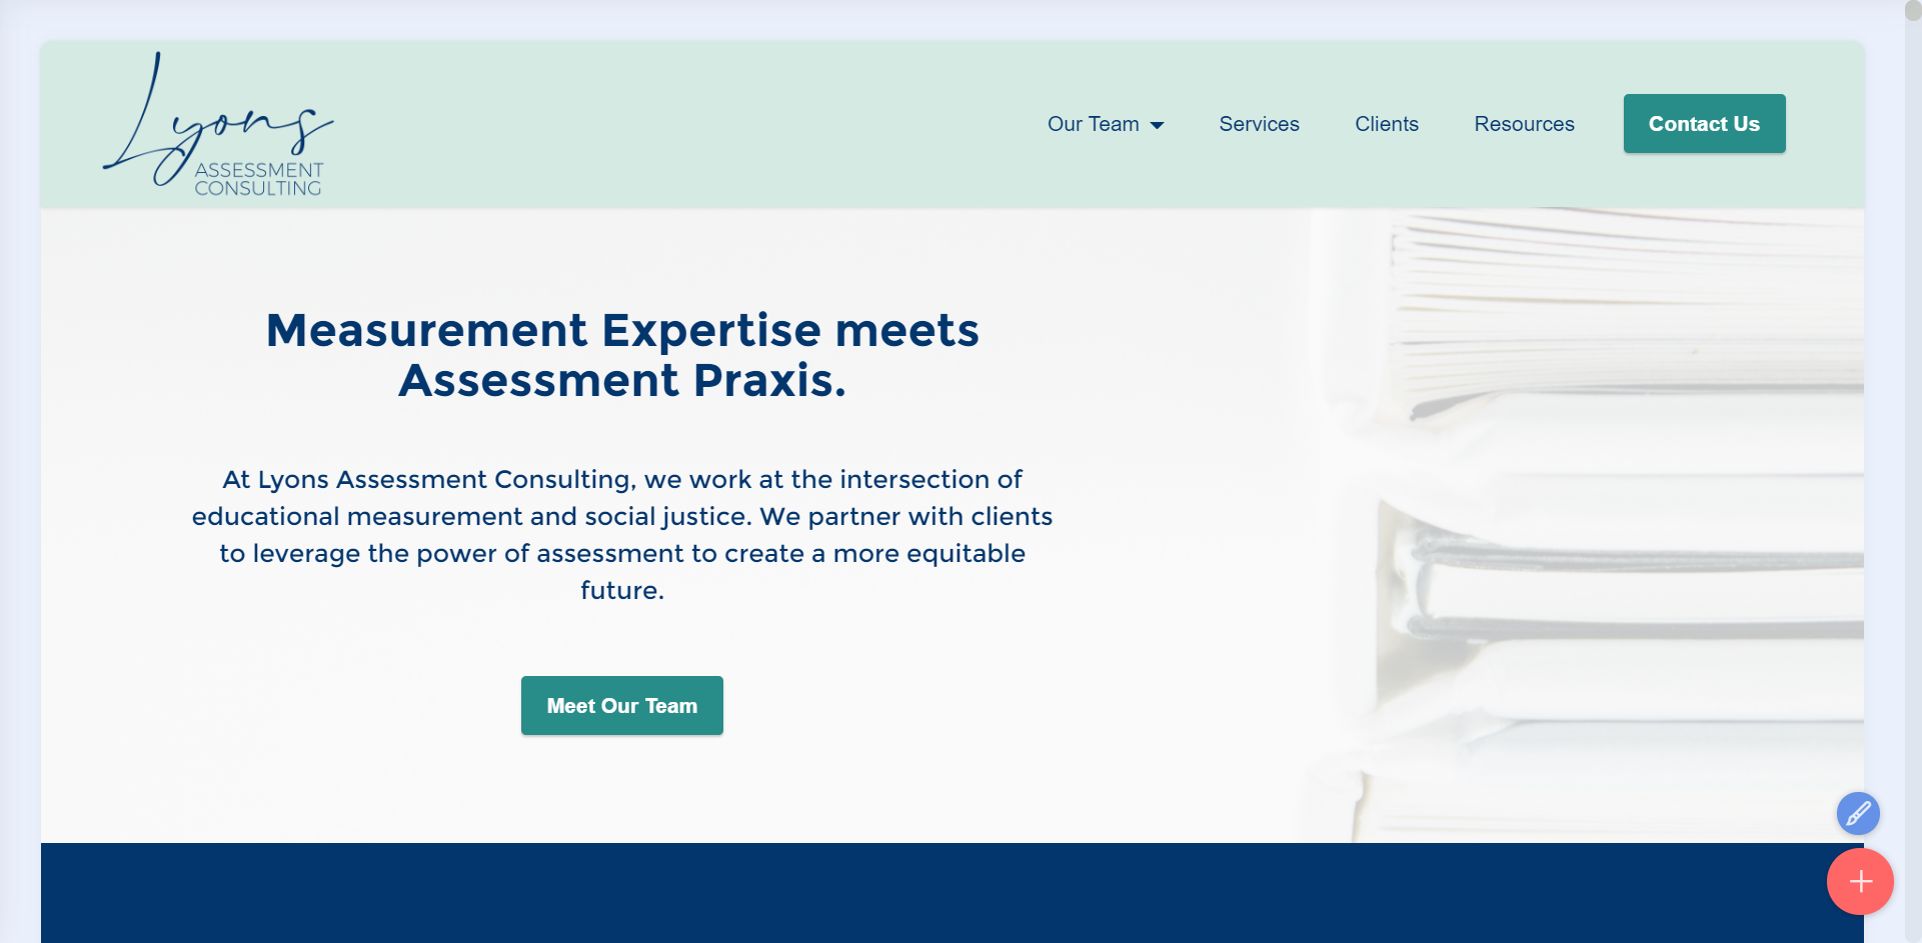 Lyons
ASSESSMENT
CONSULTING
Our Team
Services
Clients
Resources
Contact Us
Measurement Expertise meets
Assessment Praxis.
At Lyons Assessment Consulting, we work at the intersection of
educational measurement and social justice. We partner with clients
to leverage the power of assessment to create a more equitable
future.
Meet Our Team